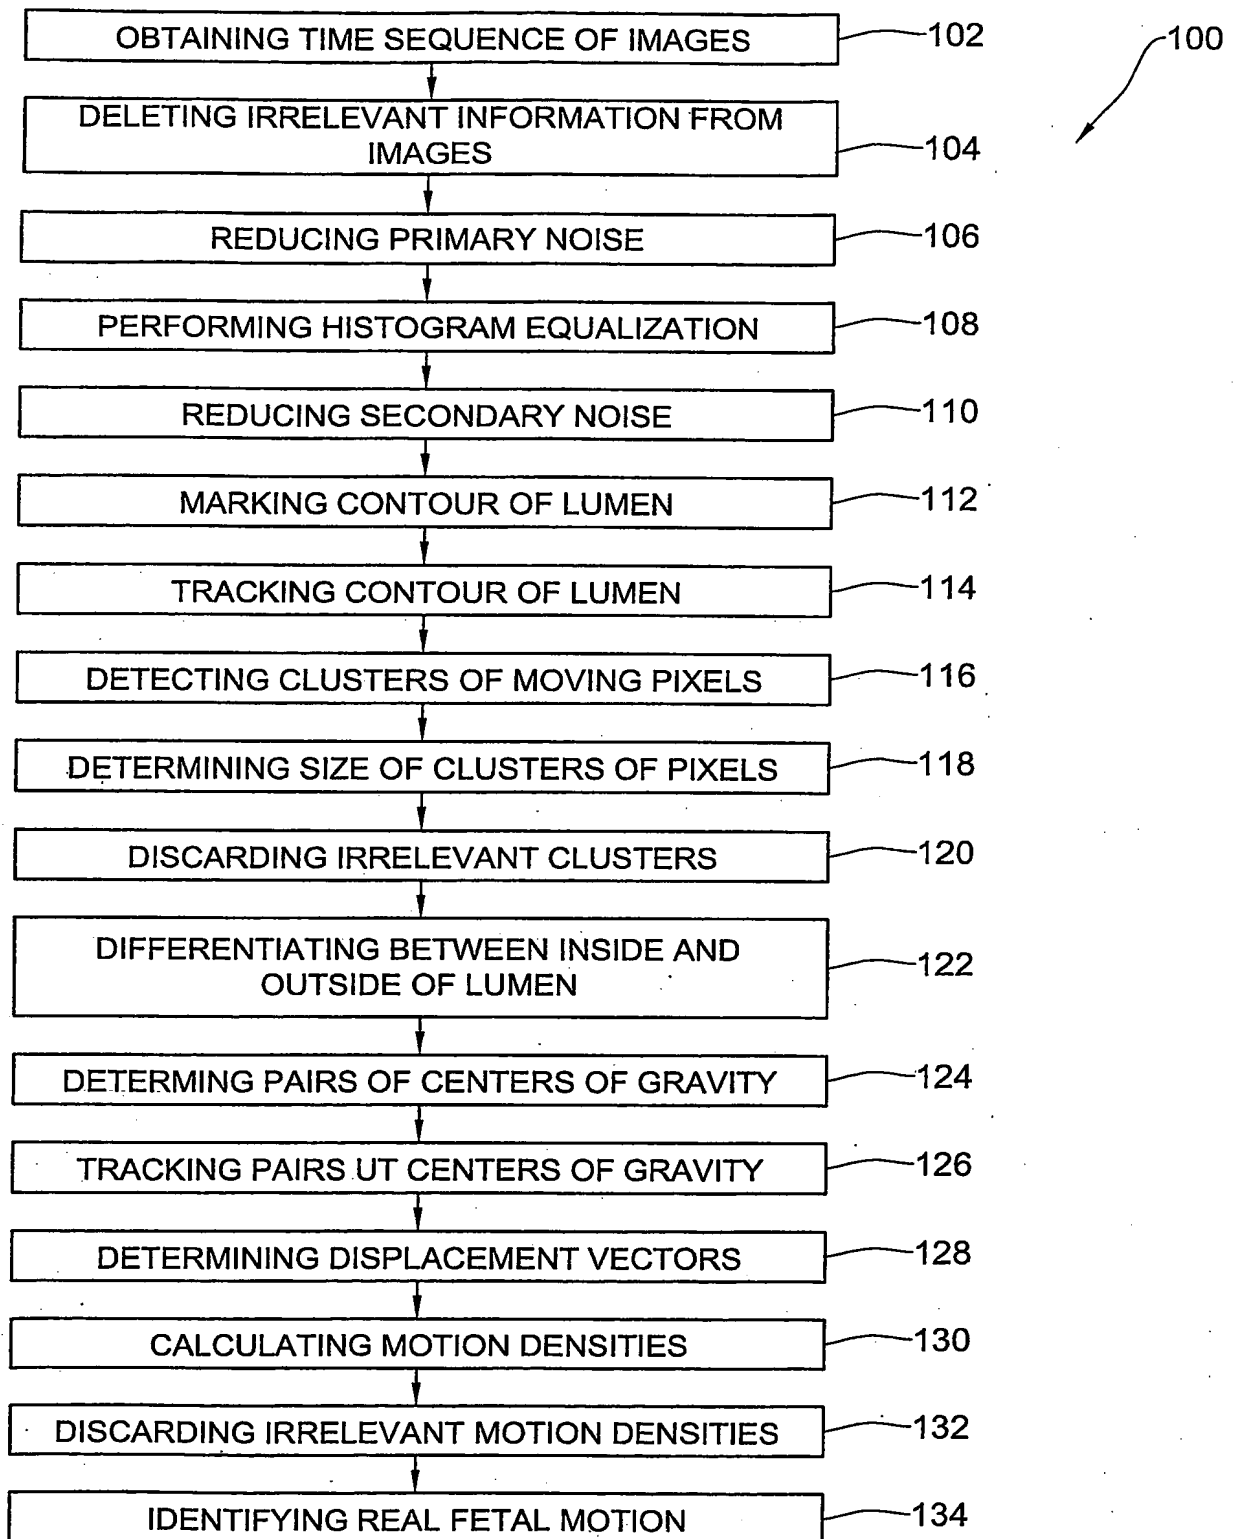 OBTAINING TIME SEQUENCE OF IMAGES 102
100
DELETING IRRELEVANT INFORMATION FROM
IMAGES 104
REDUCING PRIMARY NOISE 106
PERFORMING HISTOGRAM EQUALIZATION 108
REDUCING SECONDARY NOISE 110
MARKING CONTOUR OF LUMEN 112
TRACKING CONTOUR OF LUMEN 114
DETECTING CLUSTERS OF MOVING PIXELS 116
DETERMINING SIZE OF CLUSTERS OF PIXELS 118
DISCARDING IRRELEVANT CLUSTERS 120
DIFFERENTIATING BETWEEN INSIDE AND
OUTSIDE OF LUMEN 122
DETERMING PAIRS OF CENTERS OF GRAVITY 124
TRACKING PAIRS UT CENTERS OF GRAVITY 126
DETERMINING DISPLACEMENT VECTORS 128
CALCULATING MOTION DENSITIES 130
DISCARDING IRRELEVANT MOTION DENSITIES 132
IDENTIFYING REAL FETAL MOTION 134